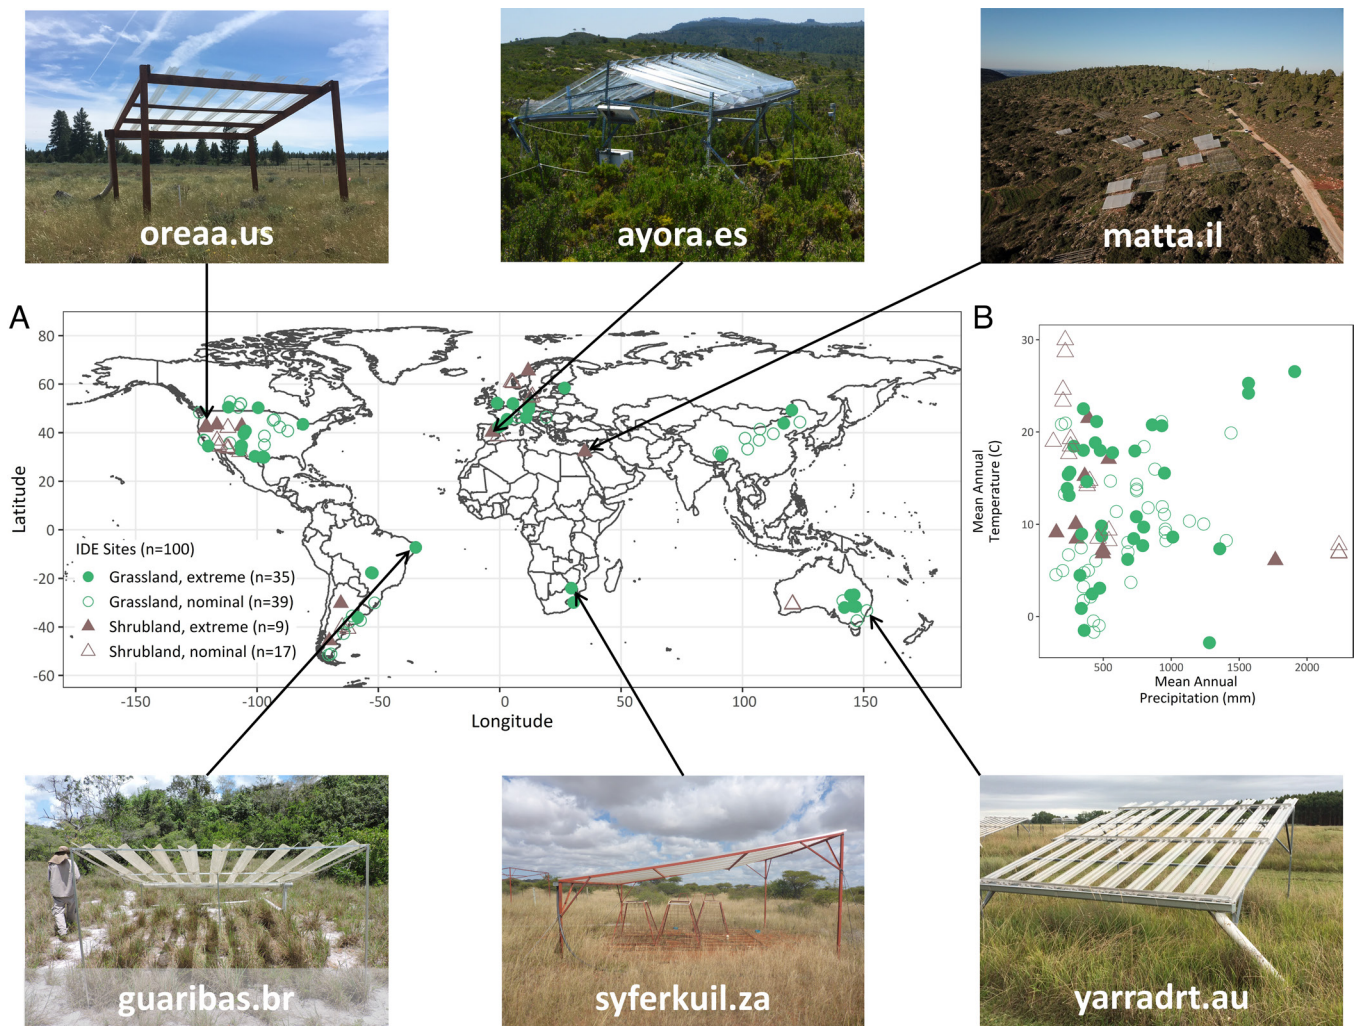 oreaa.us
ayora.es
matta.il
A
B
80
60
40
20
0
-20
-40
-60
Latitude
IDE Sites (n=100)
Grassland, extreme (n=35)
Grassland, nominal (n=39)
Shrubland, extreme (n=9)
Shrubland, nominal (n=17)
-150
-100
-50
0
50
100
150
Longitude
30
20
10
0
Mean Annual
Temperature (C)
500
1000
1500
2000
Mean Annual
Precipitation (mm)
guaribas.br
syferkuil.za
yarradrt.au